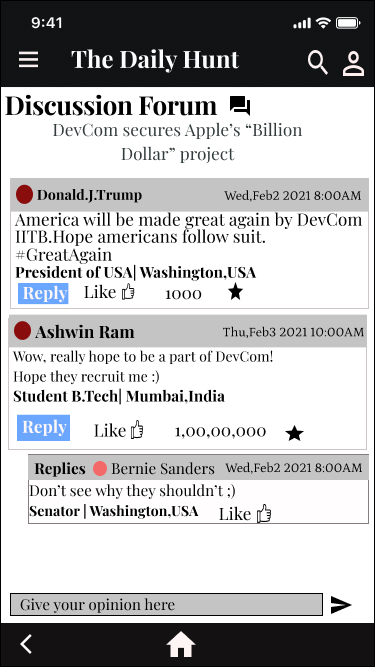 9:41
The Daily Hunt
Discussion Forum
DevCom secures Apple's “Billion
Dollar” project
Donald.J.Trump Wed,Feb2 2021 8:00AM
America will be made great again by DevCom
IITB.Hope americans follow suit.
#GreatAgain
President of USA| Washington,USA
Reply Like 1000
Ashwin Ram Thu,Feb3 2021 10:00AM
Wow, really hope to be a part of DevCom!
Hope they recruit me :)
Student B.Tech| Mumbai,India
Reply Like 1,00,00,000
Replies Bernie Sanders Wed,Feb2 2021 8:00AM
Don't see why they shouldn't ;)
Senator | Washington,USA Like
Give your opinion here